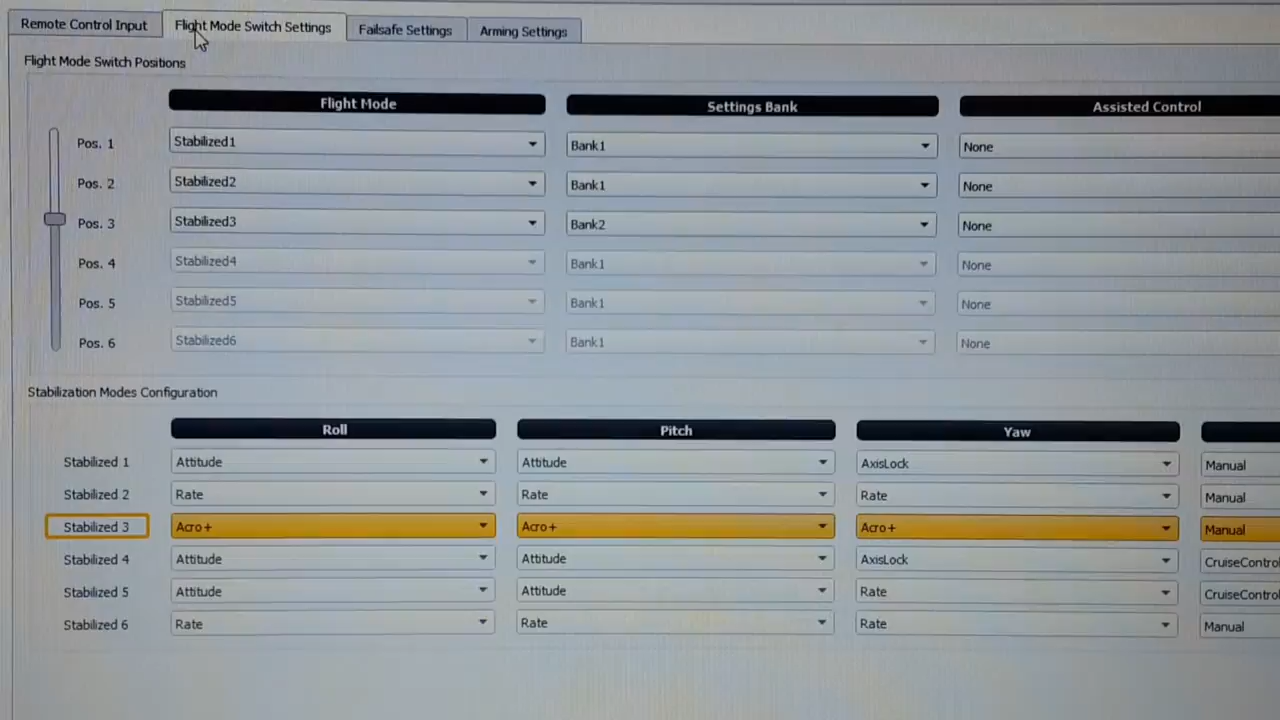 Remote Control Input Flight Mode Switch Settings Failsafe Settings Arming Settings
Flight Mode Switch Positions
Flight Mode Settings Bank Assisted Control
Pos. 1 Stabilized1 Bank1 None
Pos. 2 Stabilized2 Bank1 None
Pos. 3 Stabilized3 Bank2 None
Pos. 4 Stabilized4 Bank1 None
Pos. 5 Stabilized5 Bank1 None
Pos. 6 Stabilized6 Bank1 None
Stabilization Modes Configuration
Roll Pitch Yaw
Stabilized 1 Attitude Attitude AxisLock Manual
Stabilized 2 Rate Rate Rate Manual
Stabilized 3 Acro+ Acro+ Acro+ Manual
Stabilized 4 Attitude Attitude AxisLock CruiseControl
Stabilized 5 Attitude Attitude Rate CruiseControl
Stabilized 6 Rate Rate Rate Manual